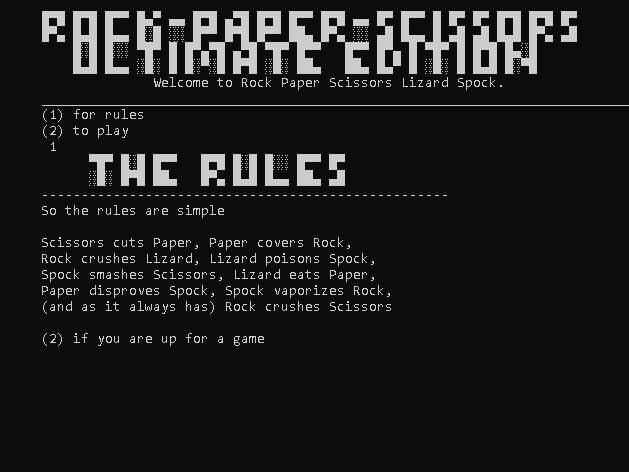 ROCK-PAPER-SCISSORS
ULTIMATE EDITION
Welcome to Rock Paper Scissors Lizard Spock.
(1) for rules
(2) to play
1
THE RULES
So the rules are simple
Scissors cuts Paper, Paper covers Rock,
Rock crushes Lizard, Lizard poisons Spock,
Spock smashes Scissors, Lizard eats Paper,
Paper disproves Spock, Spock vaporizes Rock,
(and as it always has) Rock crushes Scissors
(2) if you are up for a game